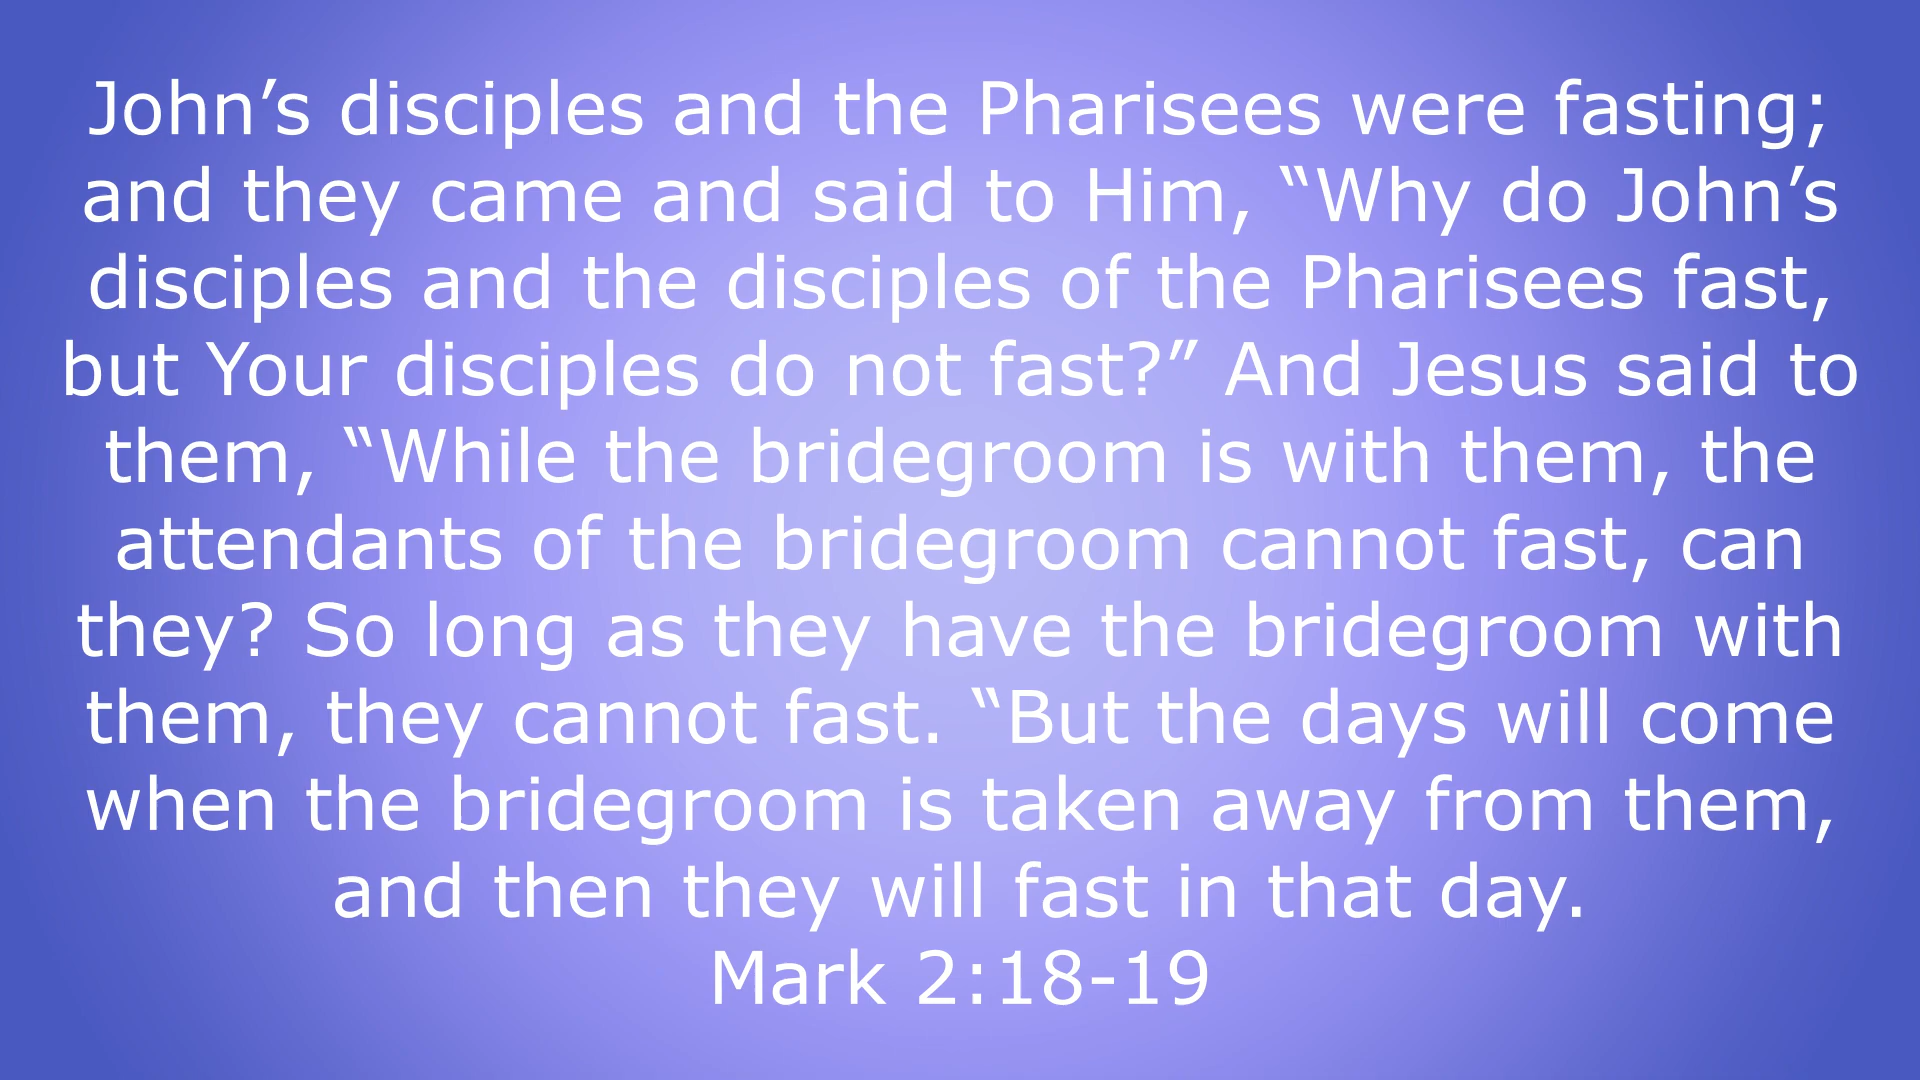 John’s disciples and the Pharisees were fasting;
and they came and said to Him, “Why do John’s
disciples and the disciples of the Pharisees fast,
but Your disciples do not fast?” And Jesus said to
them, “While the bridegroom is with them, the
attendants of the bridegroom cannot fast, can
they? So long as they have the bridegroom with
them, they cannot fast. “But the days will come
when the bridegroom is taken away from them,
and then they will fast in that day.
Mark 2:18-19